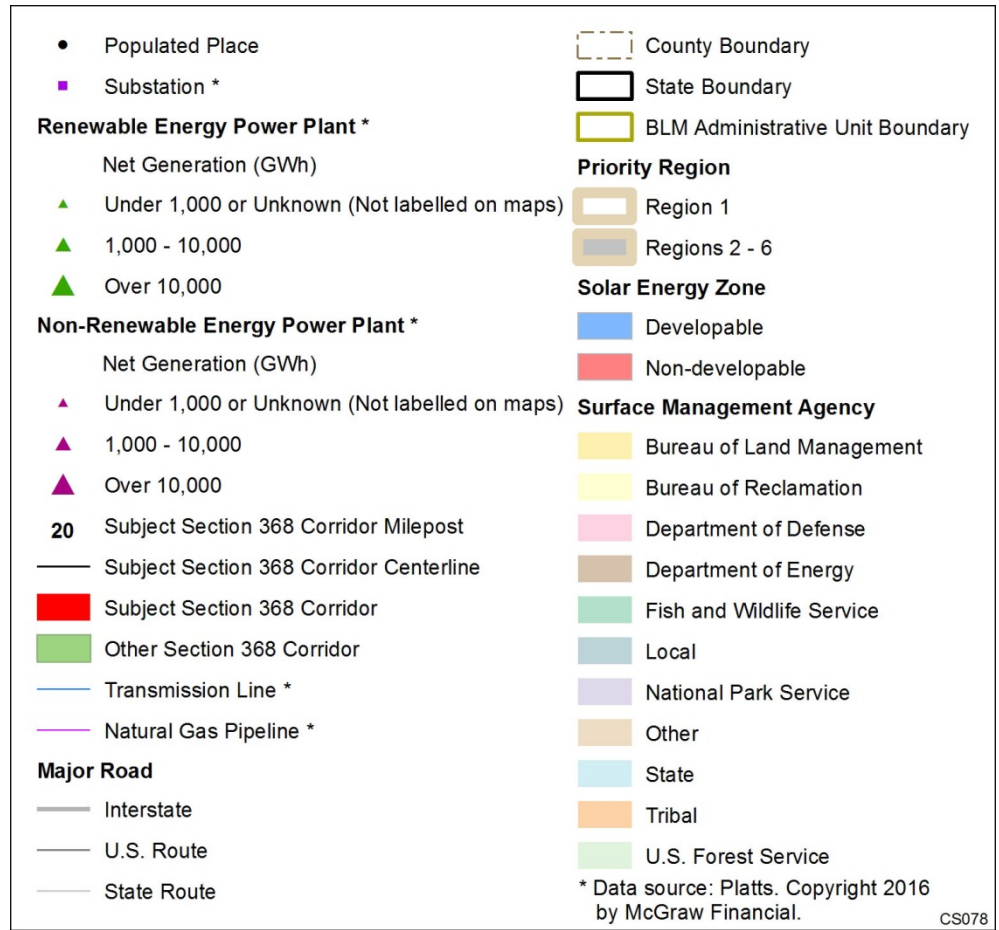 Populated Place
Substation *
Renewable Energy Power Plant *
Net Generation (GWh)
Under 1,000 or Unknown (Not labelled on maps)
1,000 - 10,000
Over 10,000
Non-Renewable Energy Power Plant *
Net Generation (GWh)
Under 1,000 or Unknown (Not labelled on maps)
1,000 - 10,000
Over 10,000
20 Subject Section 368 Corridor Milepost
Subject Section 368 Corridor Centerline
Subject Section 368 Corridor
Other Section 368 Corridor
Transmission Line *
Natural Gas Pipeline *
Major Road
Interstate
U.S. Route
State Route
County Boundary
State Boundary
BLM Administrative Unit Boundary
Priority Region
Region 1
Regions 2 - 6
Solar Energy Zone
Developable
Non-developable
Surface Management Agency
Bureau of Land Management
Bureau of Reclamation
Department of Defense
Department of Energy
Fish and Wildlife Service
Local
National Park Service
Other
State
Tribal
U.S. Forest Service
* Data source: Platts. Copyright 2016
by McGraw Financial.
CS078